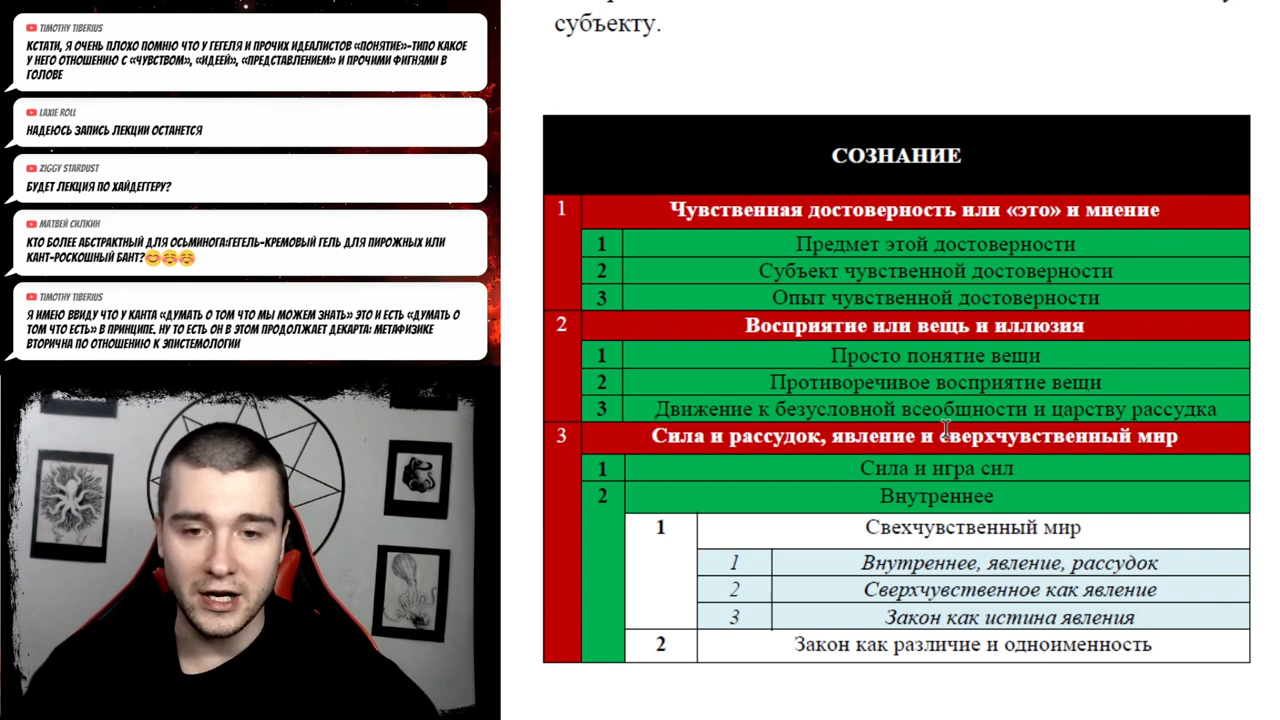 TIMOTHY TIBERIUS
КСТАТИ, Я ОЧЕНЬ ПЛОХО ПОМНЮ ЧТО У ГЕГЕЛЯ И ПРОЧИХ ИДЕАЛИСТОВ «ПОНЯТИЕ»-ТИПО КАКОЕ
У НЕГО ОТНОШЕНИЮ С «ЧУВСТВОМ», «ИДЕЕЙ», «ПРЕДСТАВЛЕНИЕМ» И ПРОЧИМИ ФИГНЯМИ В
ГОЛОВЕ
LAXIE ROLL
НАДЕЮСЬ ЗАПИСЬ ЛЕКЦИИ ОСТАНЕТСЯ
ZIGGY STARDUST
БУДЕТ ЛЕКЦИЯ ПО ХАЙДЕГГЕРУ?
МАТВЕЙ СИЛКИН
КТО БОЛЕЕ АБСТРАКТНЫЙ ДЛЯ ОСЬМИНОГА:ГЕГЕЛЬ-КРЕМОВЫЙ ГЕЛЬ ДЛЯ ПИРОЖНЫХ ИЛИ
КАНТ-РОСКОШНЫЙ БАНТ?😊☺️☺️
TIMOTHY TIBERIUS
Я ИМЕЮ ВВИДУ ЧТО У КАНТА «ДУМАТЬ О ТОМ ЧТО МЫ МОЖЕМ ЗНАТЬ» ЭТО И ЕСТЬ «ДУМАТЬ О
ТОМ ЧТО ЕСТЬ» В ПРИНЦИПЕ, НУ ТО ЕСТЬ ОН В ЭТОМ ПРОДОЛЖАЕТ ДЕКАРТА: МЕТАФИЗИКЕ
ВТОРИЧНА ПО ОТНОШЕНИЮ К ЭПИСТЕМОЛОГИИ
субъекту.
СОЗНАНИЕ
1 Чувственная достоверность или «это» и мнение
1 Предмет этой достоверности
2 Субъект чувственной достоверности
3 Опыт чувственной достоверности
2 Восприятие или вещь и иллюзия
1 Просто понятие вещи
2 Противоречивое восприятие вещи
3 Движение к безусловной всеобщности и царству рассудка
3 Сила и рассудок, явление и сверхчувственный мир
1 Сила и игра сил
2 Внутреннее
1 Свехчувственный мир
1 Внутреннее, явление, рассудок
2 Сверхчувственное как явление
3 Закон как истина явления
2 Закон как различие и одноименность